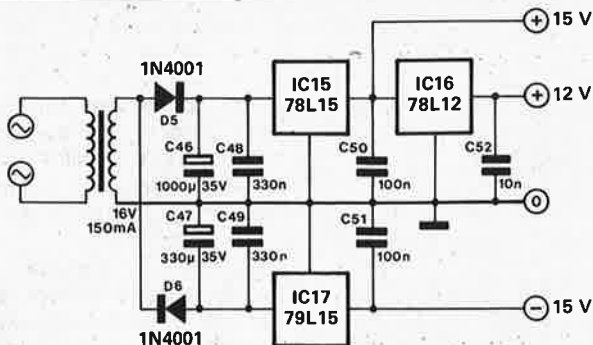 + 15 V
1N4001
D5
IC15
78L15
IC16
78L12
+ 12 V
C46
1000µ 35V
C48
330n
C50
100n
C52
10n
0
16V
150mA
C47
330µ 35V
C49
330n
C51
100n
D6
1N4001
IC17
79L15
− 15 V